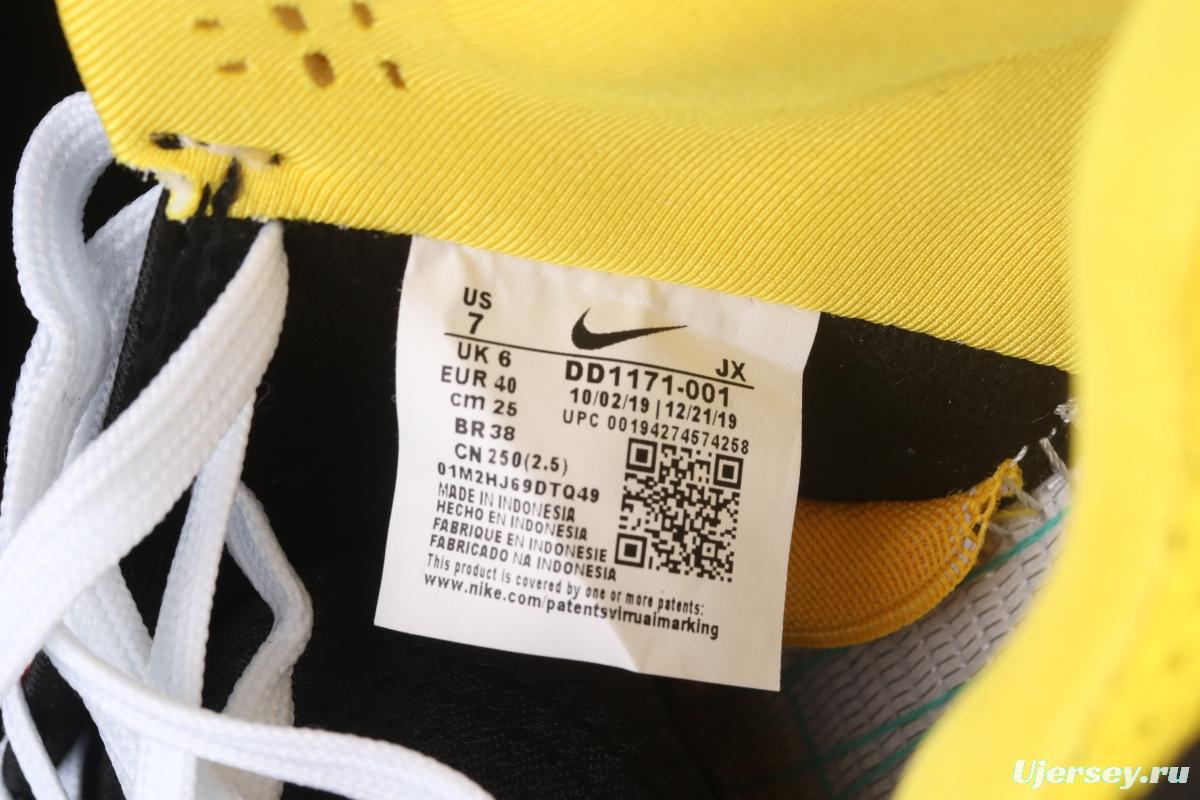 US
7
JX
UK 6
DD1171-001
EUR 40
10/02/19 | 12/21/19
cm 25
UPC 00194274574258
BR 38
CN 250(2.5)
01M2HJ69DTQ49
MADE IN INDONESIA
HECHO EN INDONESIA
FABRIQUE EN INDONESIE
FABRICADO NA INDONESIA
This product is covered by one or more patents:
www.nike.com/patentsvirruaimarking
Ujersey.ru